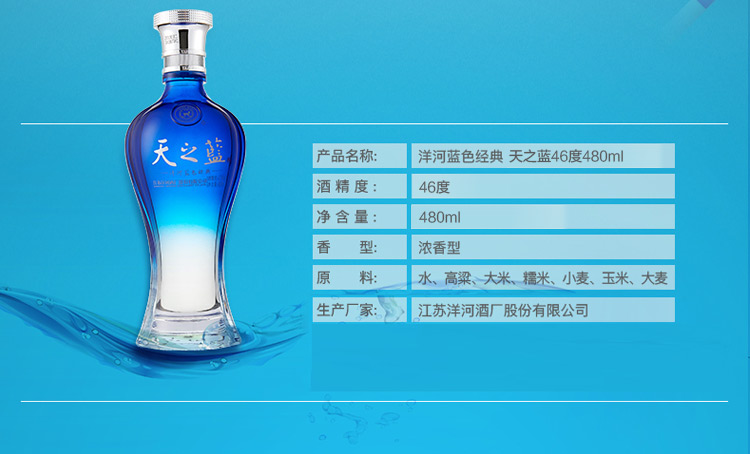 天之蓝
产品名称: 洋河蓝色经典 天之蓝46度480ml
酒精度: 46度
净含量: 480ml
香 型: 浓香型
原 料: 水、高粱、大米、糯米、小麦、玉米、大麦
生产厂家: 江苏洋河酒厂股份有限公司